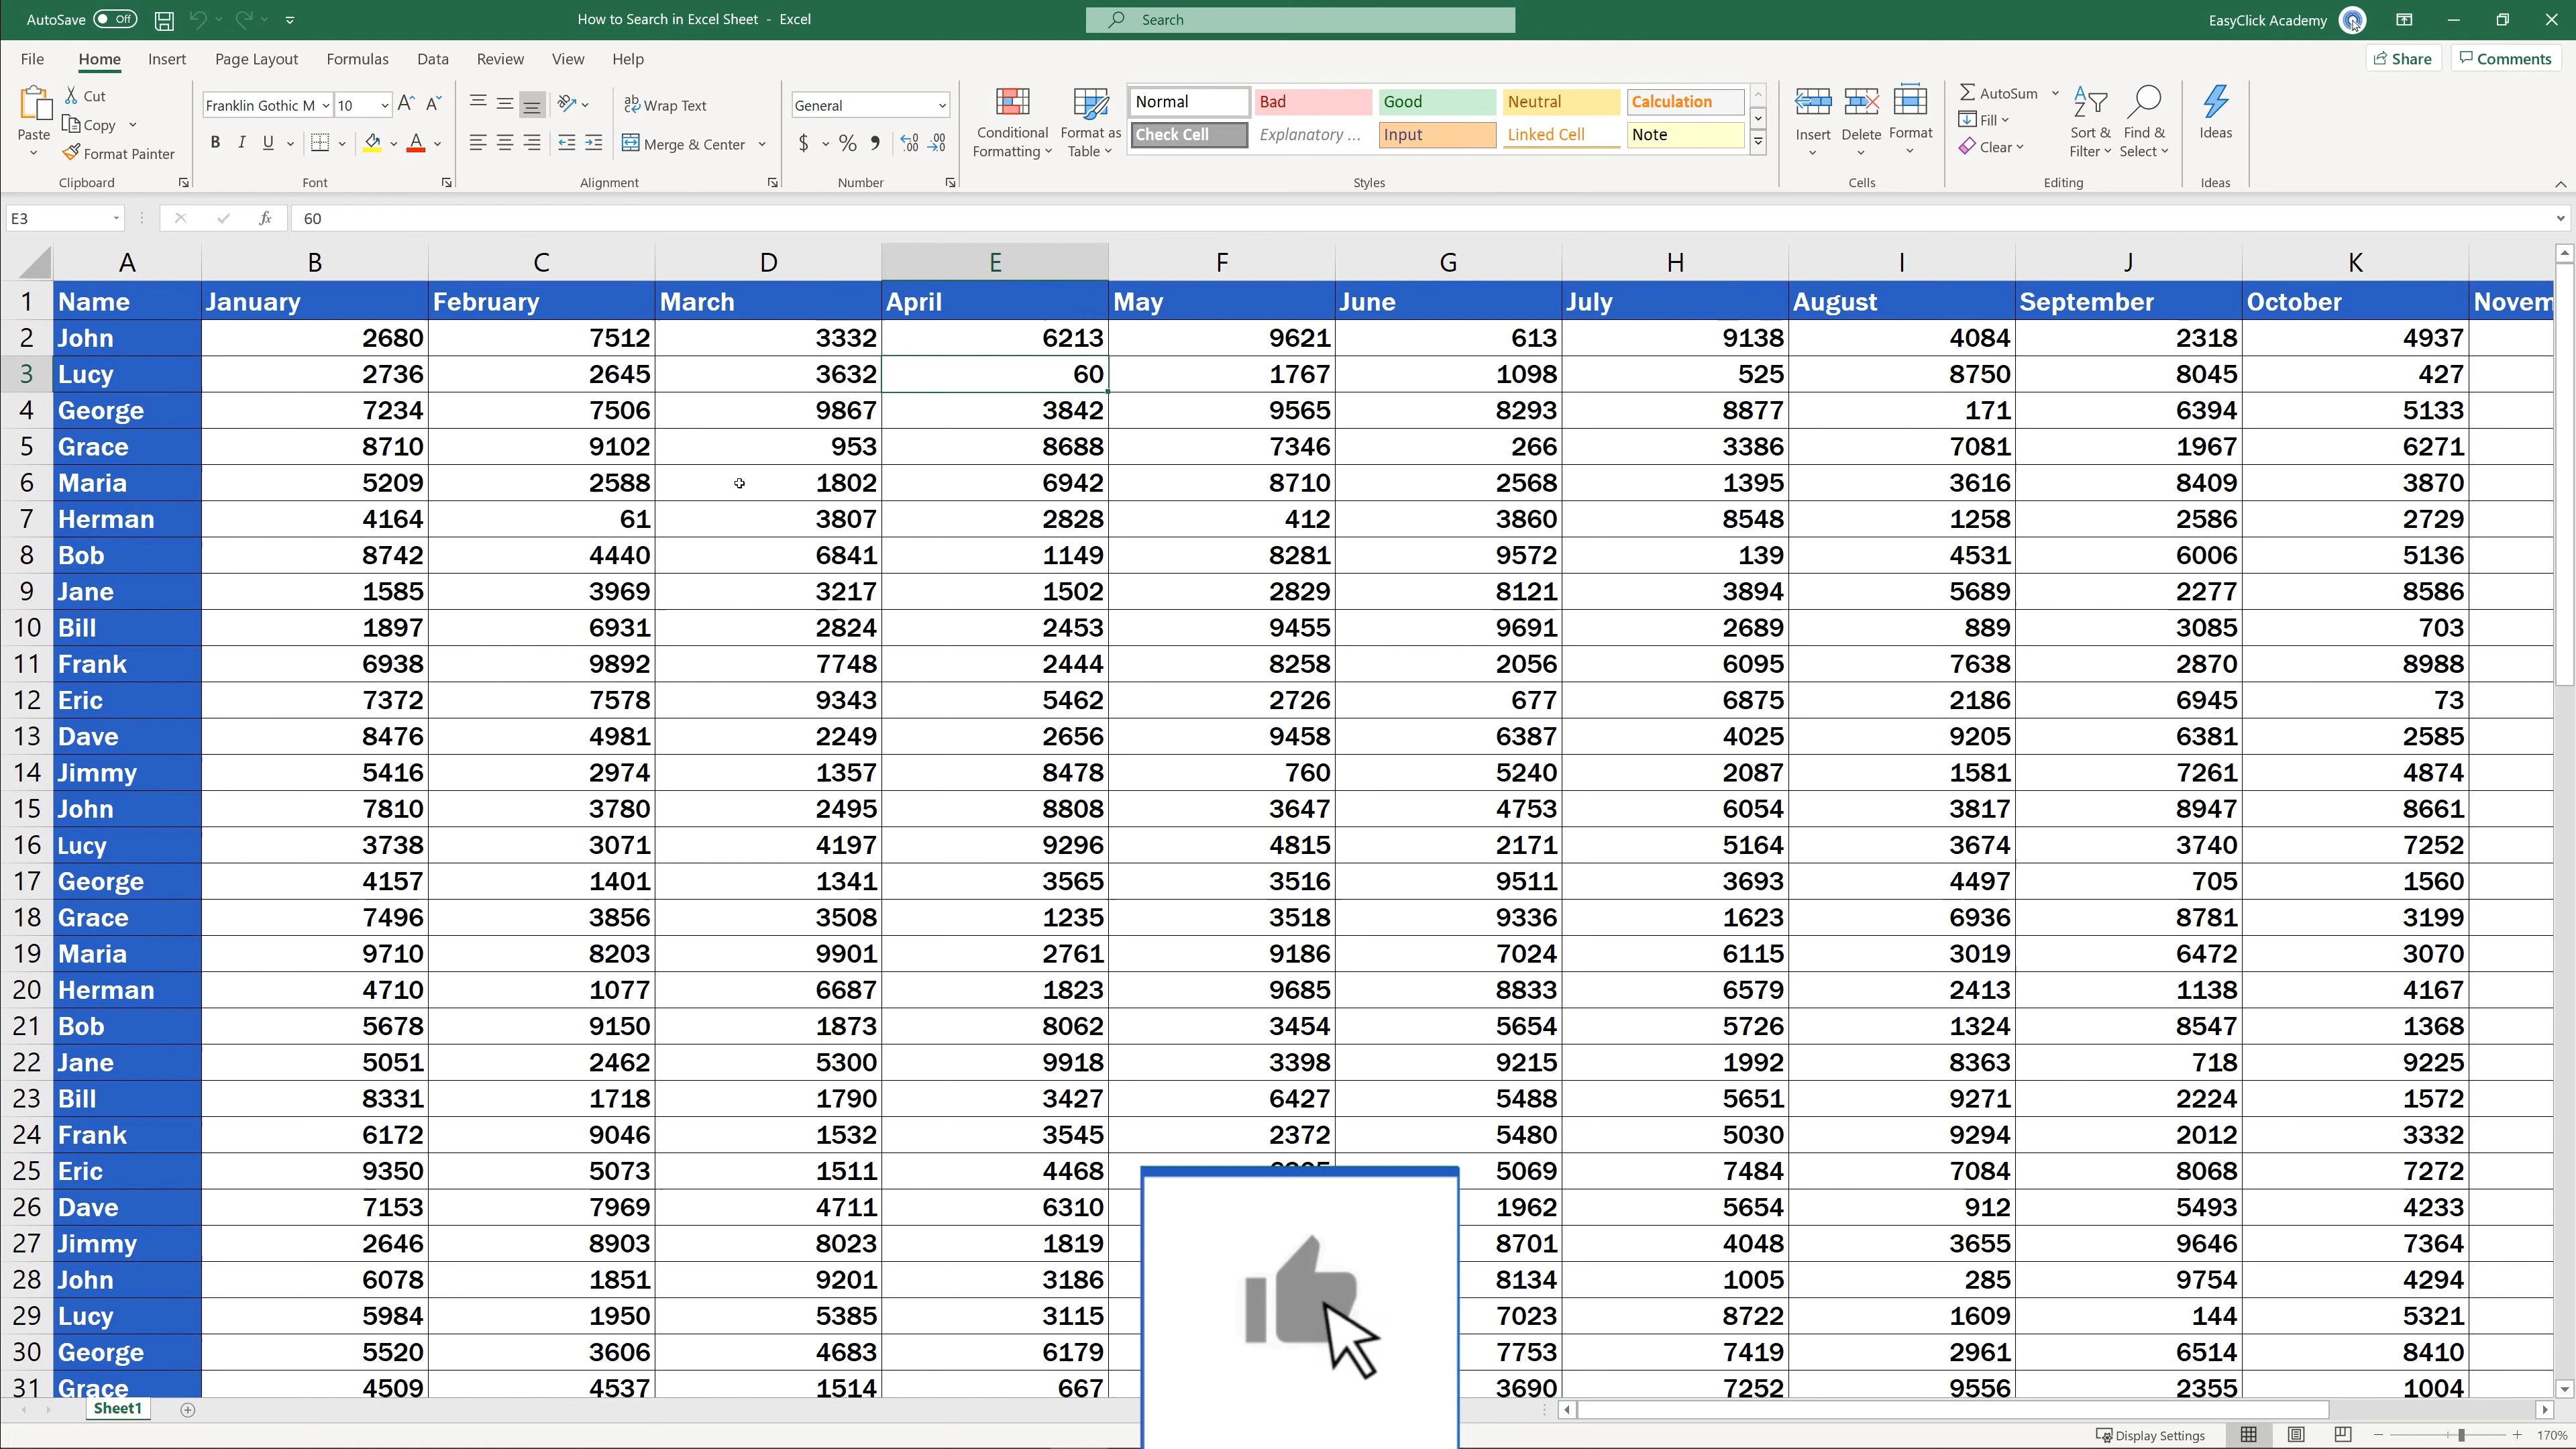 AutoSave Off How to Search in Excel Sheet - Excel Search EasyClick Academy
File Home Insert Page Layout Formulas Data Review View Help Share Comments
Paste Cut Copy Format Painter Clipboard
Franklin Gothic M 10 B I U Font
Wrap Text Merge & Center Alignment
General $ % Number
Conditional Formatting Format as Table
Normal Bad Good Neutral Calculation
Check Cell Explanatory ... Input Linked Cell Note
Styles
Insert Delete Format Cells
AutoSum Fill Clear Sort & Filter Find & Select Editing
Ideas Ideas
E3 fx 60
A B C D E F G H I J K
1 Name January February March April May June July August September October Novem
2 John 2680 7512 3332 6213 9621 613 9138 4084 2318 4937
3 Lucy 2736 2645 3632 60 1767 1098 525 8750 8045 427
4 George 7234 7506 9867 3842 9565 8293 8877 171 6394 5133
5 Grace 8710 9102 953 8688 7346 266 3386 7081 1967 6271
6 Maria 5209 2588 1802 6942 8710 2568 1395 3616 8409 3870
7 Herman 4164 61 3807 2828 412 3860 8548 1258 2586 2729
8 Bob 8742 4440 6841 1149 8281 9572 139 4531 6006 5136
9 Jane 1585 3969 3217 1502 2829 8121 3894 5689 2277 8586
10 Bill 1897 6931 2824 2453 9455 9691 2689 889 3085 703
11 Frank 6938 9892 7748 2444 8258 2056 6095 7638 2870 8988
12 Eric 7372 7578 9343 5462 2726 677 6875 2186 6945 73
13 Dave 8476 4981 2249 2656 9458 6387 4025 9205 6381 2585
14 Jimmy 5416 2974 1357 8478 760 5240 2087 1581 7261 4874
15 John 7810 3780 2495 8808 3647 4753 6054 3817 8947 8661
16 Lucy 3738 3071 4197 9296 4815 2171 5164 3674 3740 7252
17 George 4157 1401 1341 3565 3516 9511 3693 4497 705 1560
18 Grace 7496 3856 3508 1235 3518 9336 1623 6936 8781 3199
19 Maria 9710 8203 9901 2761 9186 7024 6115 3019 6472 3070
20 Herman 4710 1077 6687 1823 9685 8833 6579 2413 1138 4167
21 Bob 5678 9150 1873 8062 3454 5654 5726 1324 8547 1368
22 Jane 5051 2462 5300 9918 3398 9215 1992 8363 718 9225
23 Bill 8331 1718 1790 3427 6427 5488 5651 9271 2224 1572
24 Frank 6172 9046 1532 3545 2372 5480 5030 9294 2012 3332
25 Eric 9350 5073 1511 4468 5069 7484 7084 8068 7272
26 Dave 7153 7969 4711 6310 1962 5654 912 5493 4233
27 Jimmy 2646 8903 8023 1819 8701 4048 3655 9646 7364
28 John 6078 1851 9201 3186 8134 1005 285 9754 4294
29 Lucy 5984 1950 5385 3115 7023 8722 1609 144 5321
30 George 5520 3606 4683 6179 7753 7419 2961 6514 8410
31 Grace 4509 4537 1514 667 3690 7252 9556 2355 1004
Sheet1
Display Settings 170%